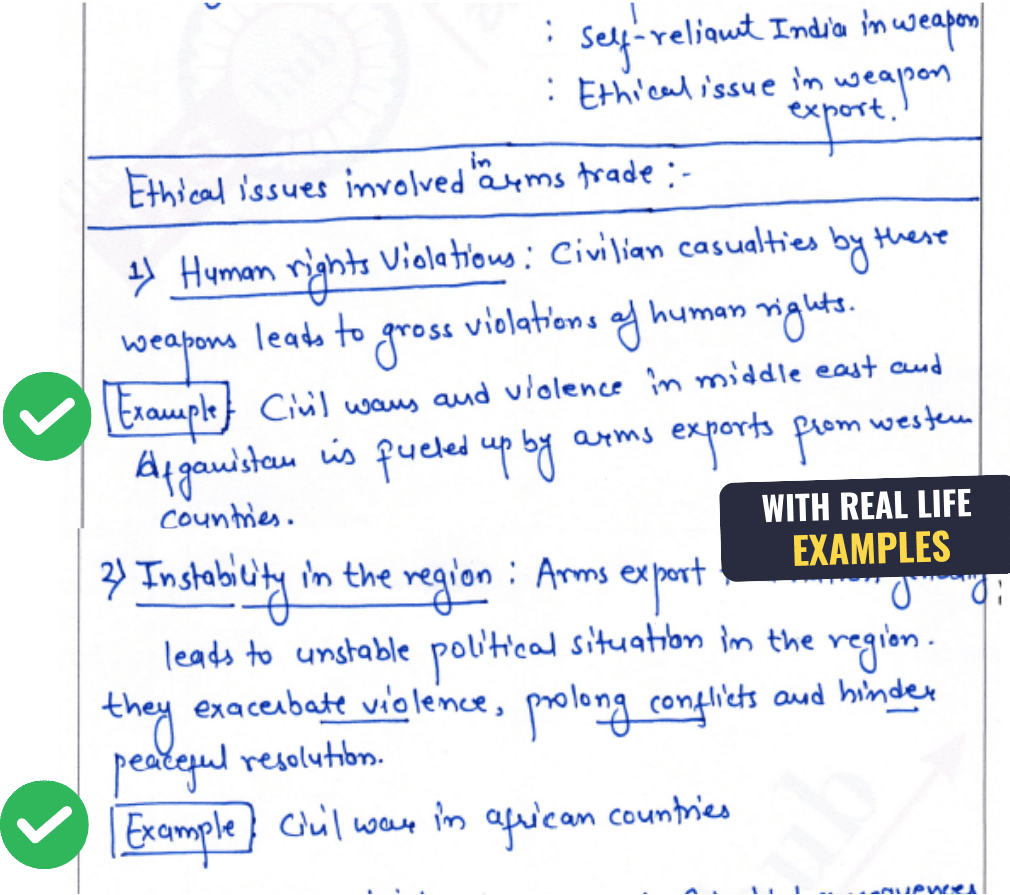 : Self-reliant India in weapon
: Ethical issue in weapon
export.
Ethical issues involved in arms trade :-
1) Human rights Violations : Civilian casualties by these
weapons leads to gross violations of human rights.
Example Civil wars and violence in middle east and
Afganistan is fueled up by arms exports from western
countries.
WITH REAL LIFE
EXAMPLES
2) Instability in the region : Arms export
leads to unstable political situation in the region.
they exacerbate violence, prolong conflicts and hinder
peaceful resolution.
Example Civil wars in african countries